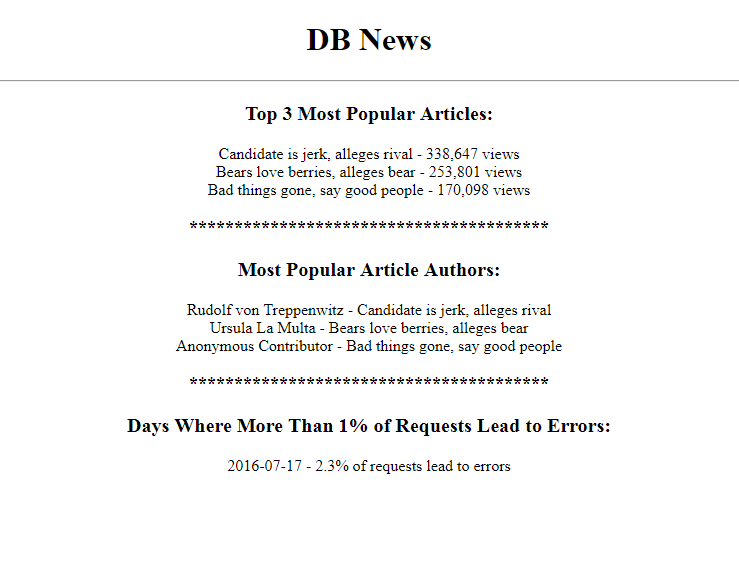 DB News
Top 3 Most Popular Articles:
Candidate is jerk, alleges rival - 338,647 views
Bears love berries, alleges bear - 253,801 views
Bad things gone, say good people - 170,098 views
****************************************
Most Popular Article Authors:
Rudolf von Treppenwitz - Candidate is jerk, alleges rival
Ursula La Multa - Bears love berries, alleges bear
Anonymous Contributor - Bad things gone, say good people
****************************************
Days Where More Than 1% of Requests Lead to Errors:
2016-07-17 - 2.3% of requests lead to errors